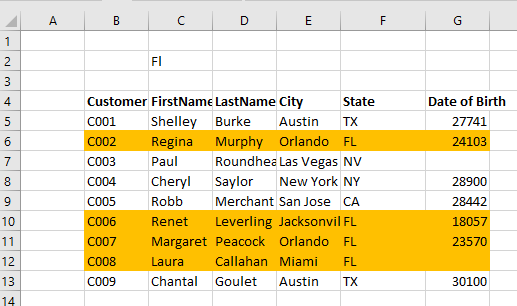 A B C D E F G
1
2 Fl
3
4 Customer FirstName LastName City State Date of Birth
5 C001 Shelley Burke Austin TX 27741
6 C002 Regina Murphy Orlando FL 24103
7 C003 Paul Roundhea Las Vegas NV
8 C004 Cheryl Saylor New York NY 28900
9 C005 Robb Merchant San Jose CA 28442
10 C006 Renet Leverling Jacksonvil FL 18057
11 C007 Margaret Peacock Orlando FL 23570
12 C008 Laura Callahan Miami FL
13 C009 Chantal Goulet Austin TX 30100
14